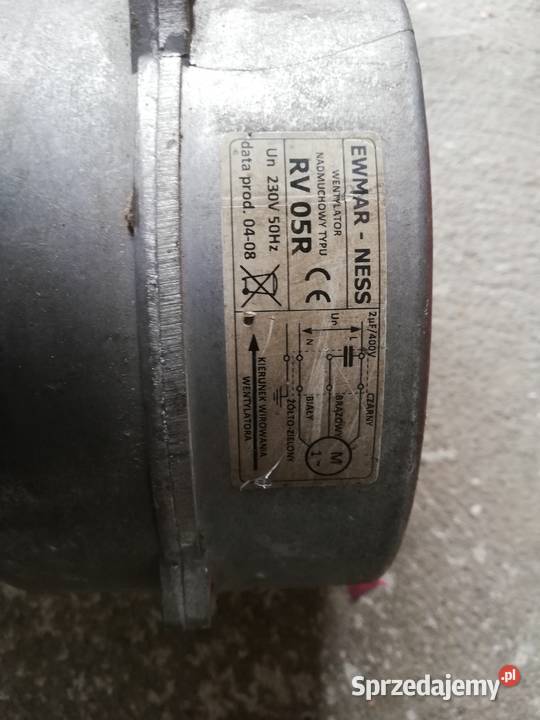 EWMAR - NESS
WENTYLATOR
NADMUCHOWY TYPU
RV 05R CE
Un 230V 50Hz
data prod. 04-08
2µF/400V
Un
L
N
CZARNY
BRĄZOWY
BIAŁY
ŻÓŁTO-ZIELONY
M
1~
KIERUNEK WIROWANIA
WENTYLATORA
Sprzedajemy.pl